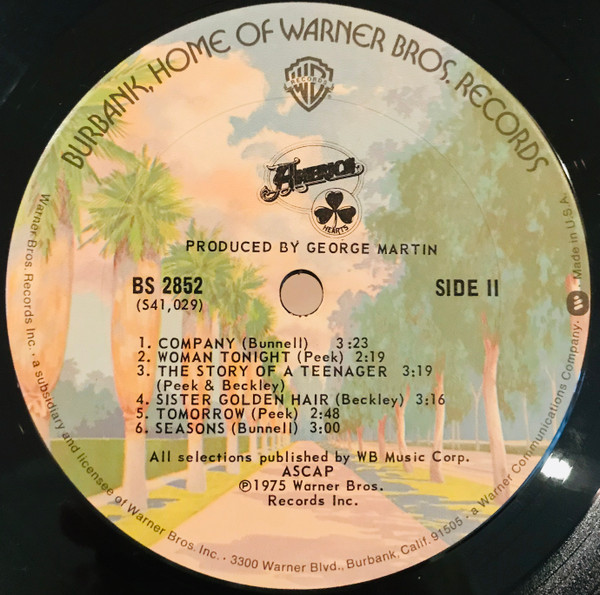 BURBANK, HOME OF WARNER BROS. RECORDS
WB
RECORDS
America
HEARTS
PRODUCED BY GEORGE MARTIN
BS 2852
(S41,029)
SIDE II
1. COMPANY (Bunnell) 3:23
2. WOMAN TONIGHT (Peek) 2:19
3. THE STORY OF A TEENAGER 3:19
(Peek & Beckley)
4. SISTER GOLDEN HAIR (Beckley) 3:16
5. TOMORROW (Peek) 2:48
6. SEASONS (Bunnell) 3:00
All selections published by WB Music Corp.
ASCAP
℗1975 Warner Bros.
Records Inc.
Warner Bros. Records Inc. · a subsidiary and licensee of Warner Bros. Inc. · 3300 Warner Blvd., Burbank, Calif. 91505 · a Warner Communications Company. Made in U.S.A.